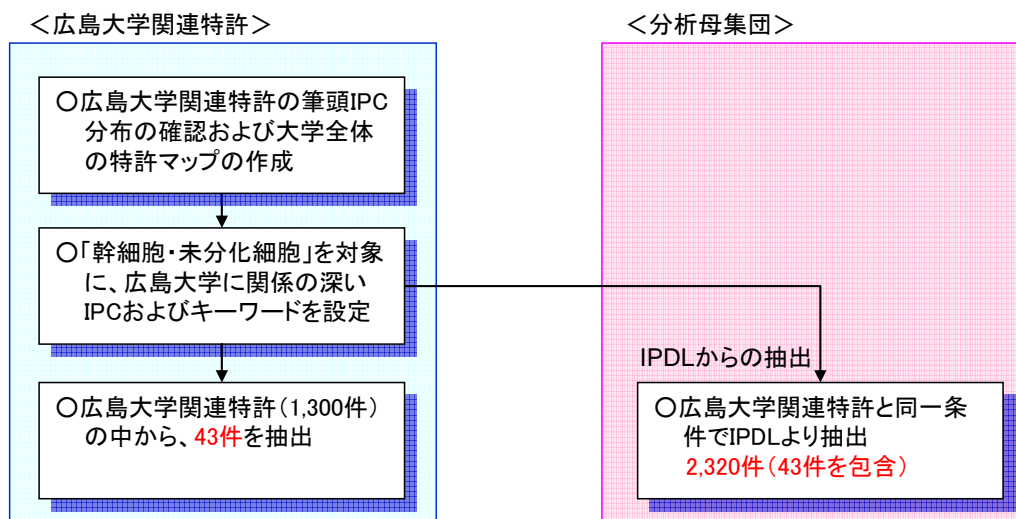 ＜広島大学関連特許＞
○広島大学関連特許の筆頭IPC
分布の確認および大学全体
の特許マップの作成
○「幹細胞・未分化細胞」を対象
に、広島大学に関係の深い
IPCおよびキーワードを設定
○広島大学関連特許（1,300件）
の中から、43件を抽出
＜分析母集団＞
IPDLからの抽出
○広島大学関連特許と同一条
件でIPDLより抽出
2,320件（43件を包含）